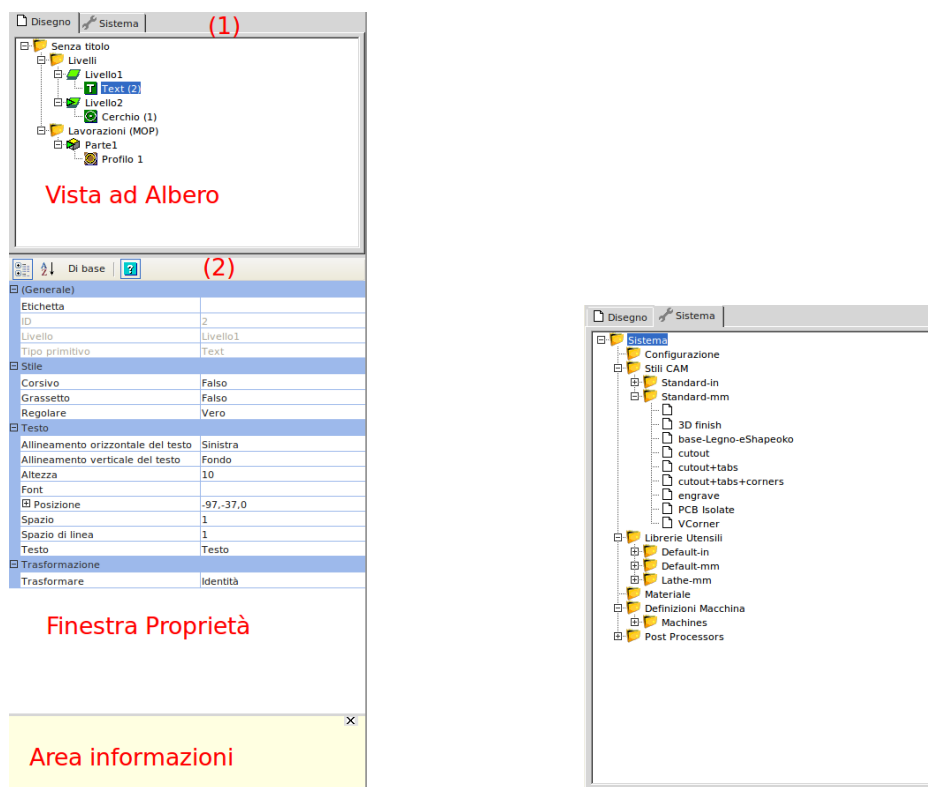 Disegno Sistema (1)
Senza titolo
Livelli
Livello1
T Text (2)
Livello2
Cerchio (1)
Lavorazioni (MOP)
Parte1
Profilo 1
Vista ad Albero
A Z Di base ? (2)
(Generale)
Etichetta
ID 2
Livello Livello1
Tipo primitivo Text
Stile
Corsivo Falso
Grassetto Falso
Regolare Vero
Testo
Allineamento orizzontale del testo Sinistra
Allineamento verticale del testo Fondo
Altezza 10
Font
Posizione -97,-37,0
Spazio 1
Spazio di linea 1
Testo Testo
Trasformazione
Trasformare Identità
Finestra Proprietà
Area informazioni
Disegno Sistema
Sistema
Configurazione
Stili CAM
Standard-in
Standard-mm
3D finish
base-Legno-eShapeoko
cutout
cutout+tabs
cutout+tabs+corners
engrave
PCB Isolate
VCorner
Librerie Utensili
Default-in
Default-mm
Lathe-mm
Materiale
Definizioni Macchina
Machines
Post Processors